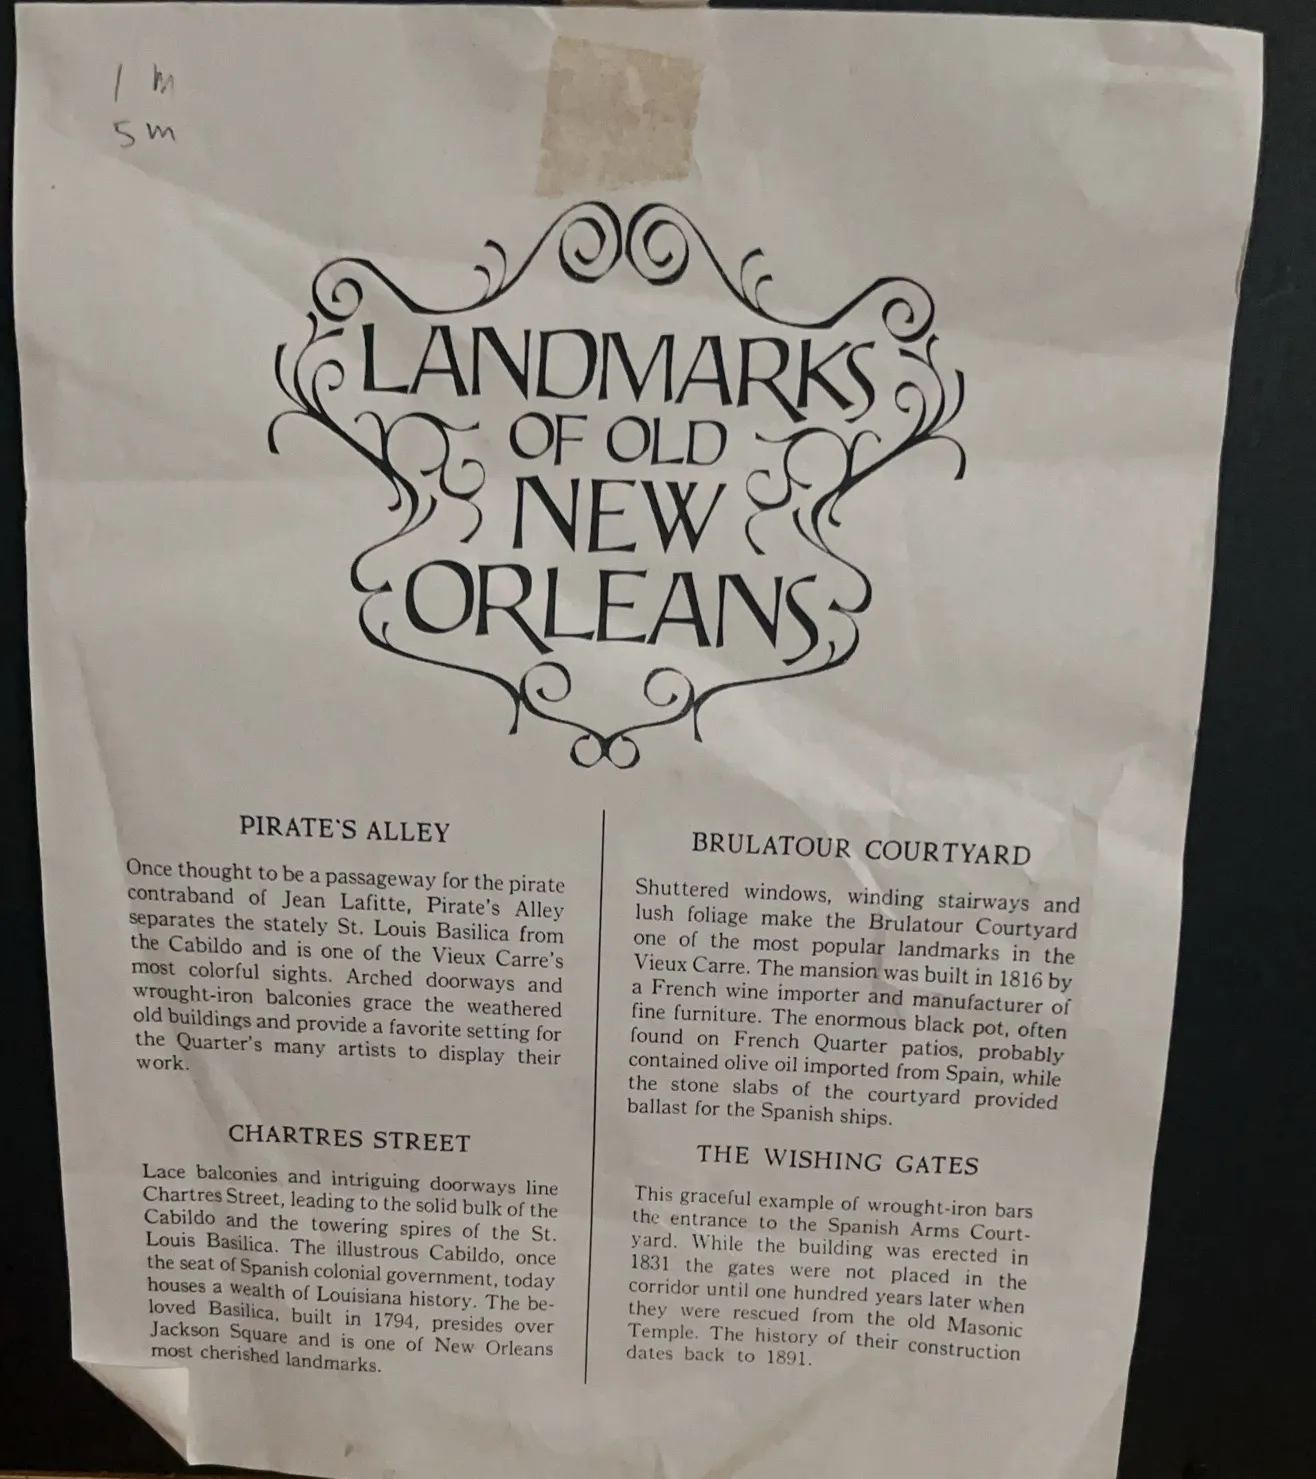 1 m
5 m
LANDMARKS
OF OLD
NEW
ORLEANS
PIRATE'S ALLEY
Once thought to be a passageway for the pirate
contraband of Jean Lafitte, Pirate's Alley
separates the stately St. Louis Basilica from
the Cabildo and is one of the Vieux Carre's
most colorful sights. Arched doorways and
wrought-iron balconies grace the weathered
old buildings and provide a favorite setting for
the Quarter's many artists to display their
work.
CHARTRES STREET
Lace balconies and intriguing doorways line
Chartres Street, leading to the solid bulk of the
Cabildo and the towering spires of the St.
Louis Basilica. The illustrous Cabildo, once
the seat of Spanish colonial government, today
houses a wealth of Louisiana history. The be-
loved Basilica, built in 1794, presides over
Jackson Square and is one of New Orleans
most cherished landmarks.
BRULATOUR COURTYARD
Shuttered windows, winding stairways and
lush foliage make the Brulatour Courtyard
one of the most popular landmarks in the
Vieux Carre. The mansion was built in 1816 by
a French wine importer and manufacturer of
fine furniture. The enormous black pot, often
found on French Quarter patios, probably
contained olive oil imported from Spain, while
the stone slabs of the courtyard provided
ballast for the Spanish ships.
THE WISHING GATES
This graceful example of wrought-iron bars
the entrance to the Spanish Arms Court-
yard. While the building was erected in
1831 the gates were not placed in the
corridor until one hundred years later when
they were rescued from the old Masonic
Temple. The history of their construction
dates back to 1891.